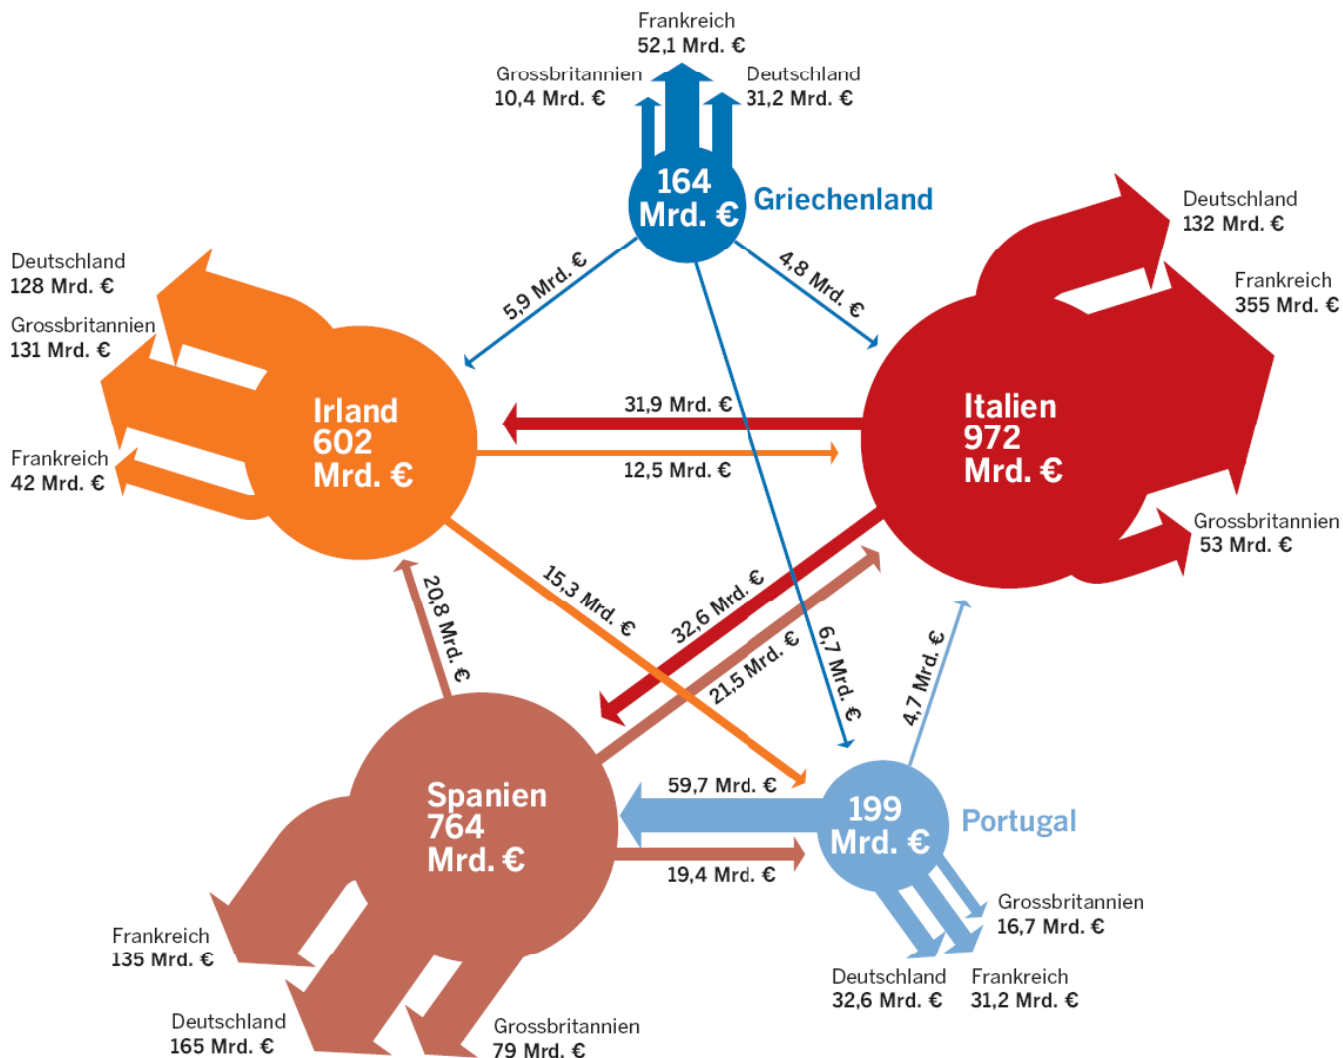 Frankreich
52,1 Mrd. €
Grossbritannien
10,4 Mrd. €
Deutschland
31,2 Mrd. €
164
Mrd. €
Griechenland
Deutschland
132 Mrd. €
Deutschland
128 Mrd. €
Grossbritannien
131 Mrd. €
Frankreich
42 Mrd. €
5,9 Mrd. €
4,8 Mrd. €
Frankreich
355 Mrd. €
Irland
602
Mrd. €
31,9 Mrd. €
12,5 Mrd. €
Italien
972
Mrd. €
Grossbritannien
53 Mrd. €
20,8 Mrd. €
15,3 Mrd. €
32,6 Mrd. €
21,5 Mrd. €
6,7 Mrd. €
4,7 Mrd. €
Spanien
764
Mrd. €
59,7 Mrd. €
19,4 Mrd. €
199
Mrd. €
Portugal
Frankreich
135 Mrd. €
Deutschland
165 Mrd. €
Grossbritannien
79 Mrd. €
Grossbritannien
16,7 Mrd. €
Deutschland
32,6 Mrd. €
Frankreich
31,2 Mrd. €